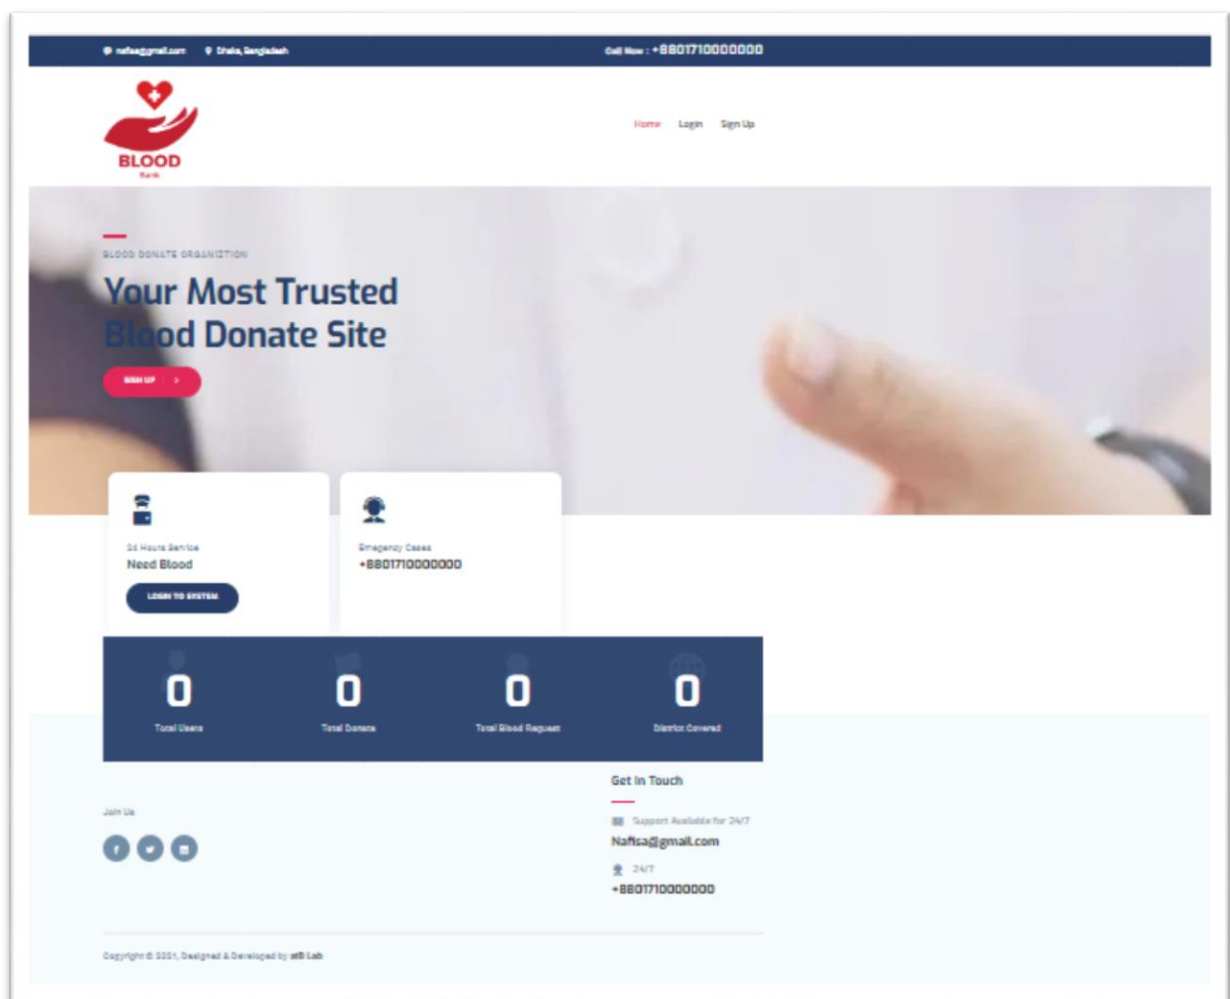 nafisa@gmail.com Dhaka, Bangladesh Call Now : +8801710000000
BLOOD
Bank
Home Login Sign Up
BLOOD DONATE ORGANIZTION
Your Most Trusted
Blood Donate Site
SIGN UP >
24 Hours Service
Need Blood
LOGIN TO SYSTEM
Emegenzy Cases
+8801710000000
0 0 0 0
Total Users Total Donate Total Blood Request District Covered
Join Us
Get In Touch
Support Available for 24/7
Nafisa@gmail.com
24/7
+8801710000000
Copyright © 2021, Designed & Developed by Lab